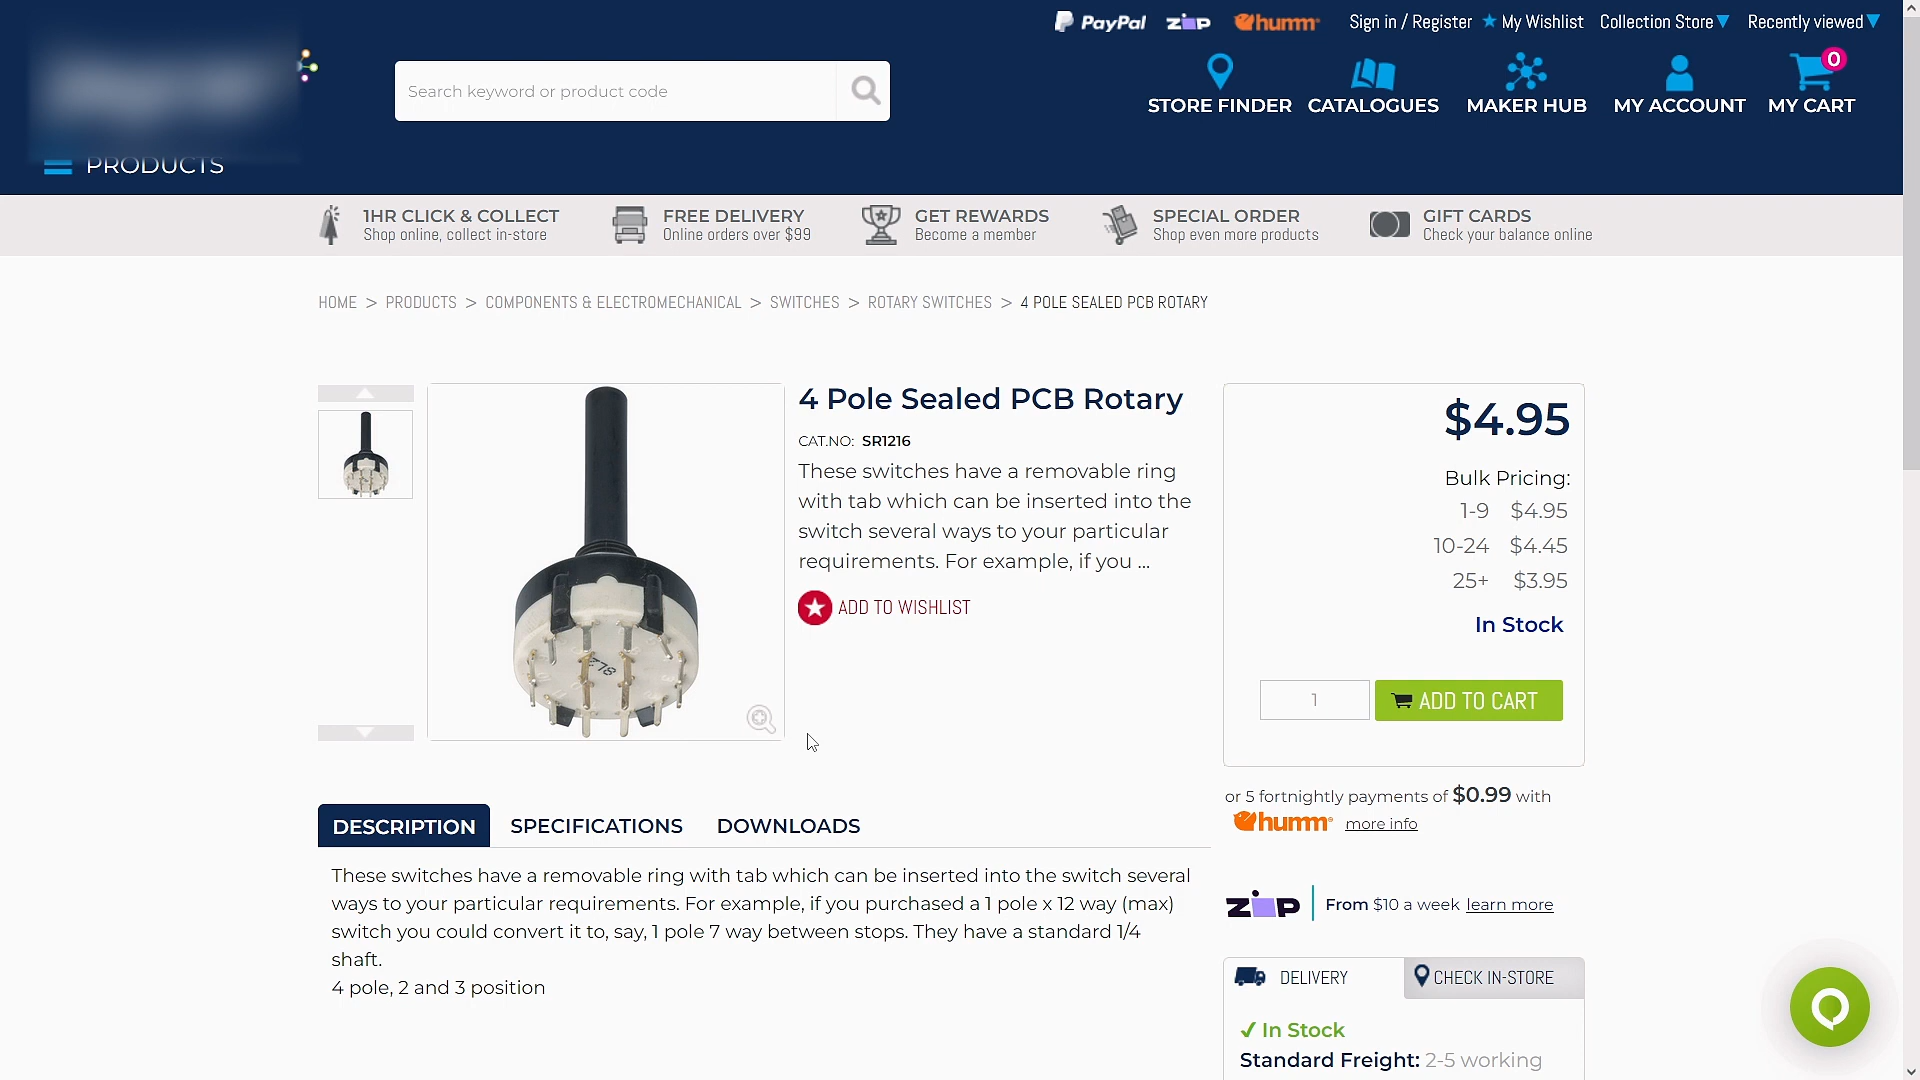 PayPal zip humm Sign in / Register My Wishlist Collection Store Recently viewed
Search keyword or product code
0
STORE FINDER CATALOGUES MAKER HUB MY ACCOUNT MY CART
PRODUCTS
1HR CLICK & COLLECT
Shop online, collect in-store
FREE DELIVERY
Online orders over $99
GET REWARDS
Become a member
SPECIAL ORDER
Shop even more products
GIFT CARDS
Check your balance online
HOME > PRODUCTS > COMPONENTS & ELECTROMECHANICAL > SWITCHES > ROTARY SWITCHES > 4 POLE SEALED PCB ROTARY
4 Pole Sealed PCB Rotary
CAT.NO: SR1216
These switches have a removable ring
with tab which can be inserted into the
switch several ways to your particular
requirements. For example, if you ...
ADD TO WISHLIST
$4.95
Bulk Pricing:
1-9 $4.95
10-24 $4.45
25+ $3.95
In Stock
1 ADD TO CART
or 5 fortnightly payments of $0.99 with
humm more info
zip From $10 a week learn more
DELIVERY CHECK IN-STORE
In Stock
Standard Freight: 2-5 working
DESCRIPTION SPECIFICATIONS DOWNLOADS
These switches have a removable ring with tab which can be inserted into the switch several
ways to your particular requirements. For example, if you purchased a 1 pole x 12 way (max)
switch you could convert it to, say, 1 pole 7 way between stops. They have a standard 1/4
shaft.
4 pole, 2 and 3 position